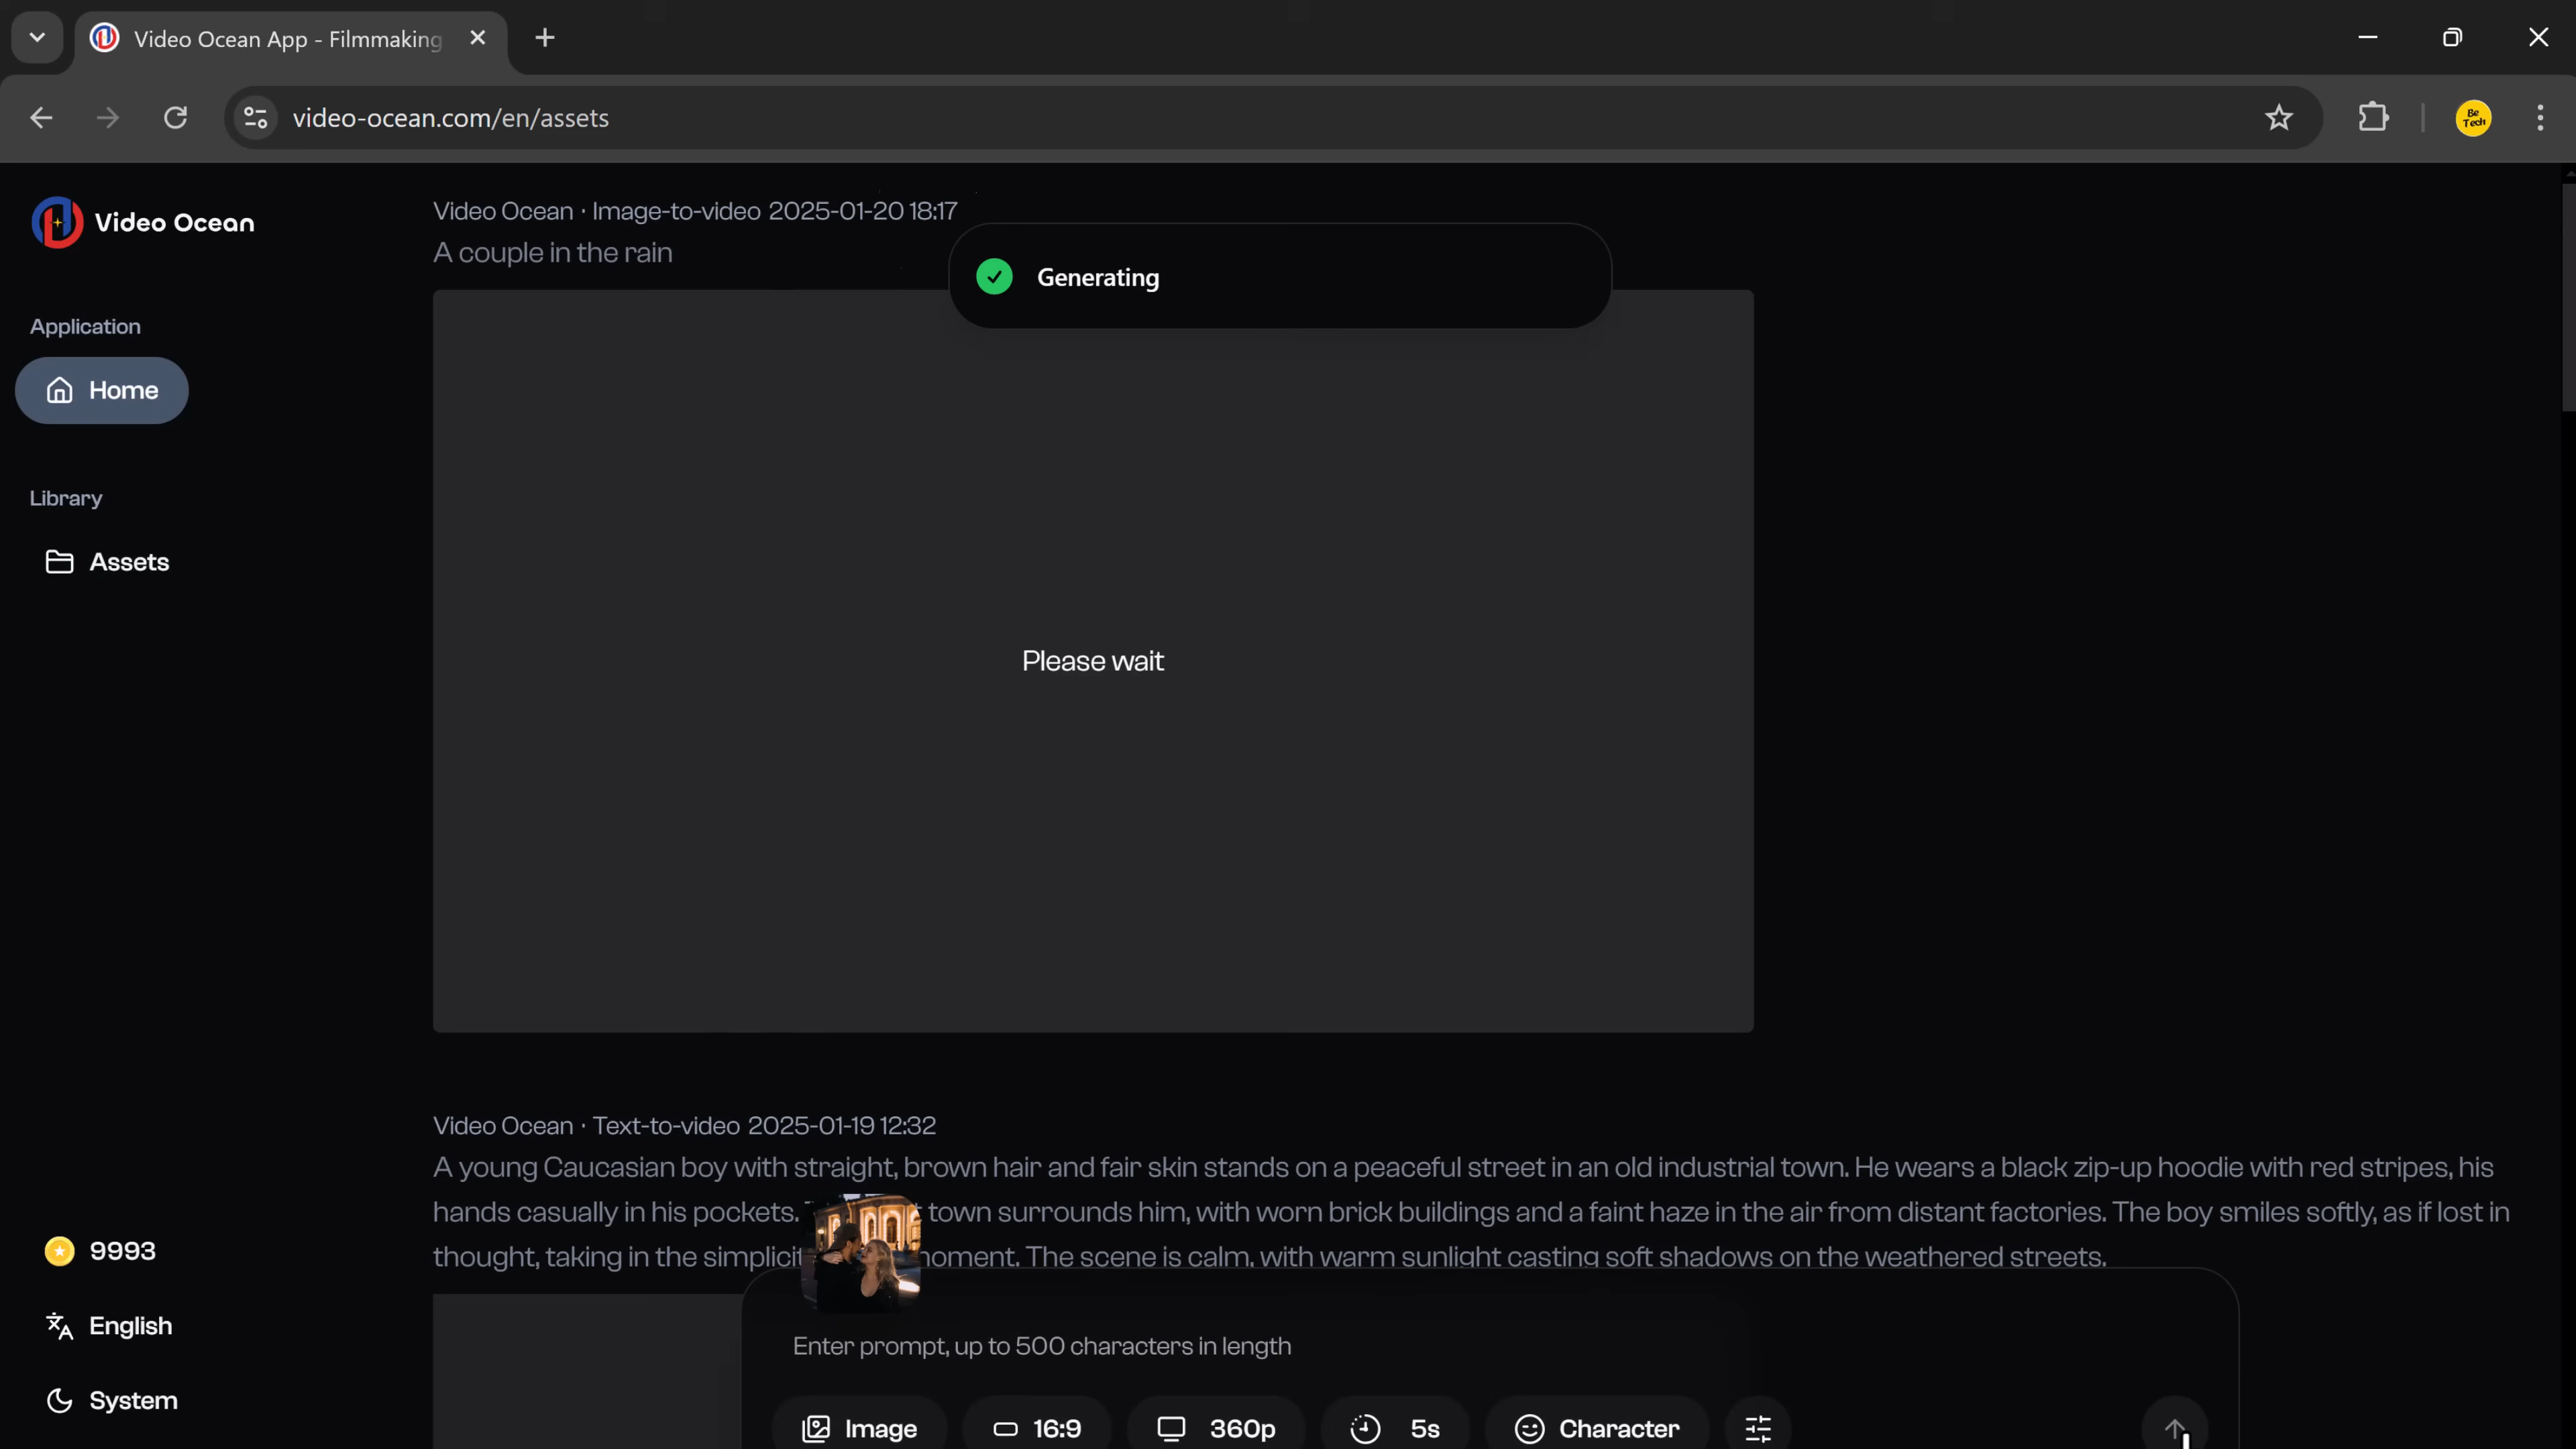 Video Ocean App - Filmmaking
video-ocean.com/en/assets
Be
Tech
Video Ocean
Application
Home
Library
Assets
9993
English
System
Video Ocean · Image-to-video 2025-01-20 18:17
A couple in the rain
Generating
Please wait
Video Ocean · Text-to-video 2025-01-19 12:32
A young Caucasian boy with straight, brown hair and fair skin stands on a peaceful street in an old industrial town. He wears a black zip-up hoodie with red stripes, his
hands casually in his pockets. town surrounds him, with worn brick buildings and a faint haze in the air from distant factories. The boy smiles softly, as if lost in
thought, taking in the moment. The scene is calm, with warm sunlight casting soft shadows on the weathered streets.
Enter prompt, up to 500 characters in length
Image
16:9
360p
5s
Character